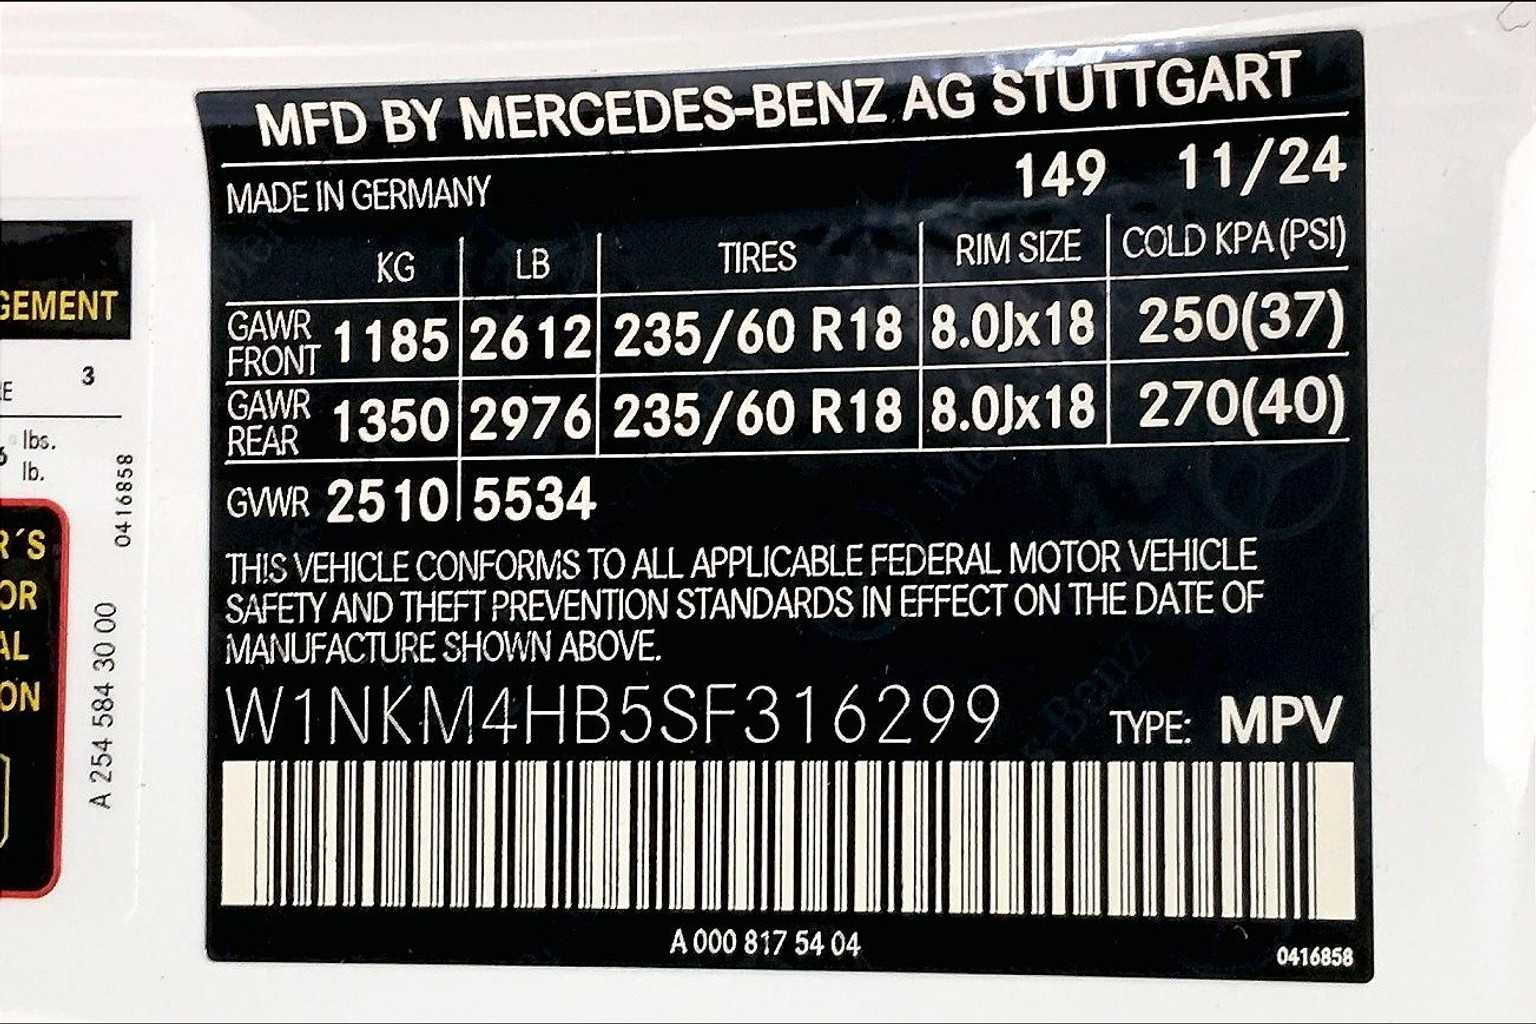 MFD BY MERCEDES-BENZ AG STUTTGART
MADE IN GERMANY 149 11/24
KG LB TIRES RIM SIZE COLD KPA (PSI)
GAWR FRONT 1185 2612 235/60 R18 8.0Jx18 250(37)
GAWR REAR 1350 2976 235/60 R18 8.0Jx18 270(40)
GVWR 2510 5534
THIS VEHICLE CONFORMS TO ALL APPLICABLE FEDERAL MOTOR VEHICLE
SAFETY AND THEFT PREVENTION STANDARDS IN EFFECT ON THE DATE OF
MANUFACTURE SHOWN ABOVE.
W1NKM4HB5SF316299 TYPE: MPV
A 000 817 54 04
0416858
GEMENT
3
lbs.
lb.
0416858
R´S
OR
AL
ON
A 254 584 30 00